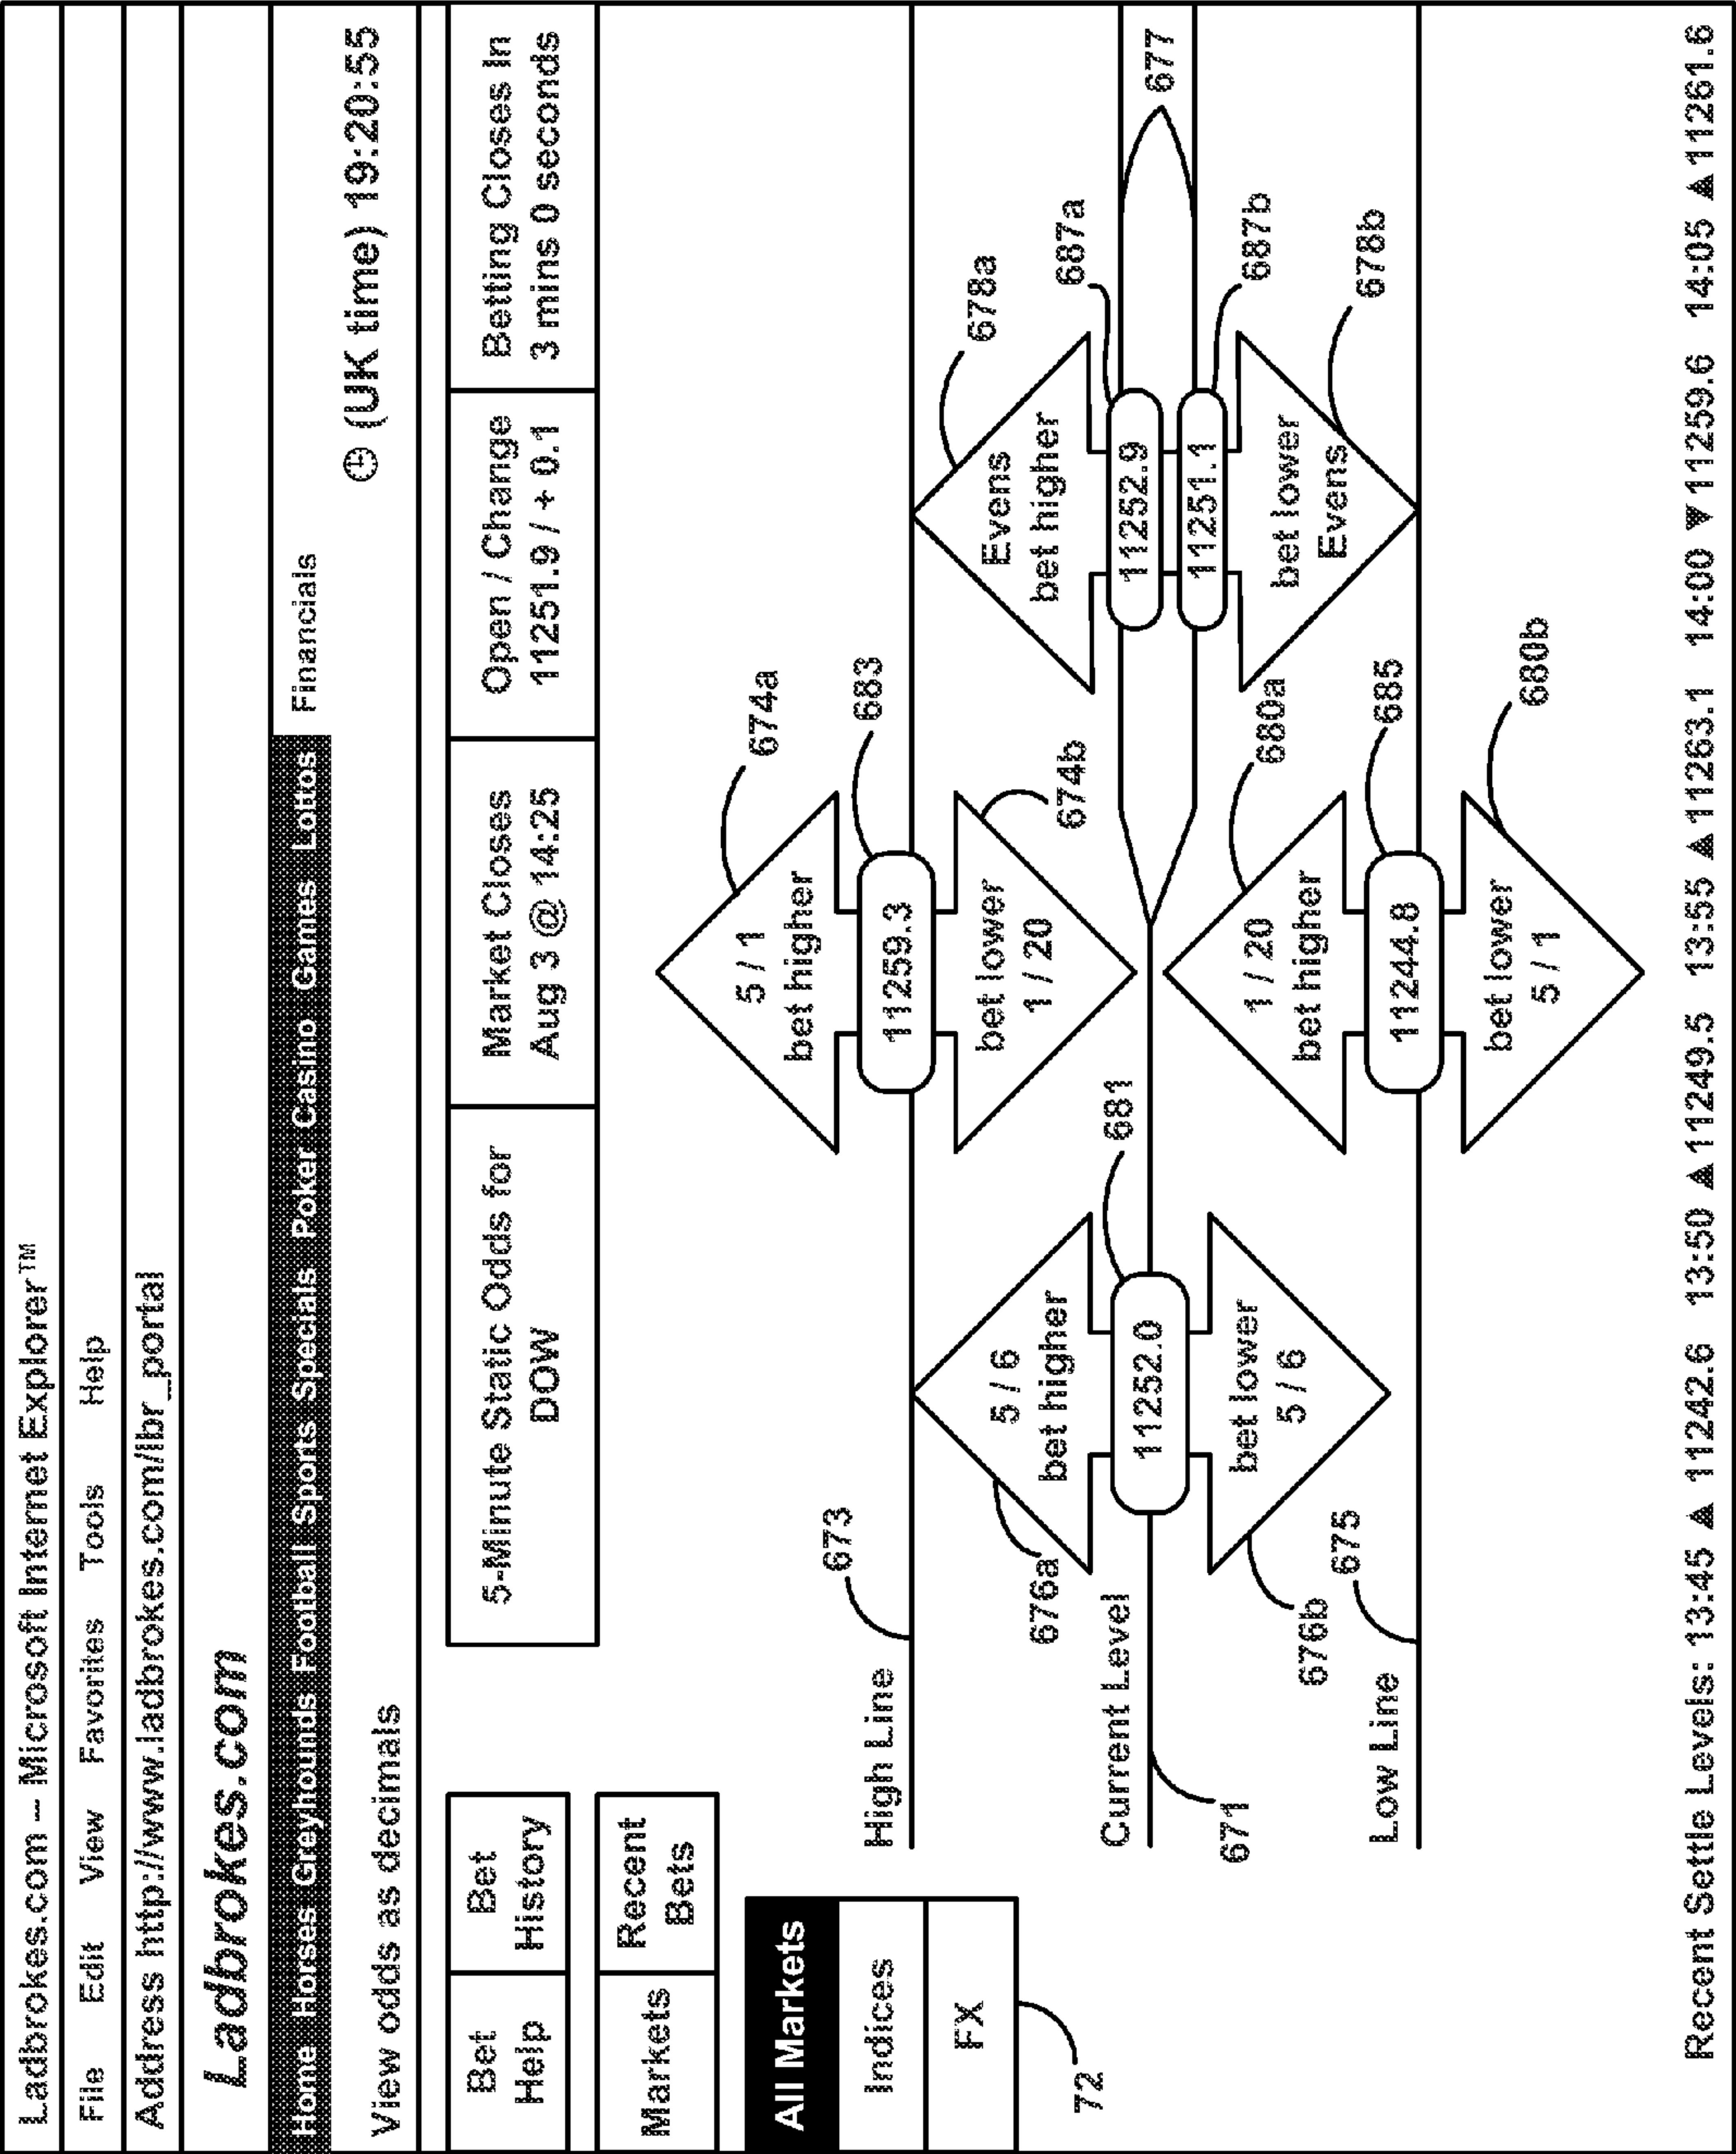 Ladbrokes.com — Microsoft Internet Explorer™
File Edit View Favorites Tools Help
Address http://www.ladbrokes.com/lbr_portal
Ladbrokes.com
Home Horses Greyhounds Football Sports Specials Poker Casino Games Lottos Financials
View odds as decimals
(UK time) 19:20:55
Bet Help
Bet History
Markets
Recent Bets
All Markets
Indices
FX
72
5-Minute Static Odds for
DOW
Market Closes
Aug 3 @ 14:25
Open / Change
11251.9 / + 0.1
Betting Closes In
3 mins 0 seconds
High Line
673
Current Level
671
Low Line
675
676a
5 / 6
bet higher
11252.0
681
bet lower
5 / 6
676b
674a
5 / 1
bet higher
11259.3
683
bet lower
1 / 20
674b
680a
1 / 20
bet higher
11244.8
685
bet lower
5 / 1
680b
678a
Evens
bet higher
687a
11252.9
11251.1
687b
bet lower
Evens
678b
677
Recent Settle Levels: 13:45 ▲ 11242.6 13:50 ▲11249.5 13:55 ▲11263.1 14:00 ▼11259.6 14:05 ▲11261.6